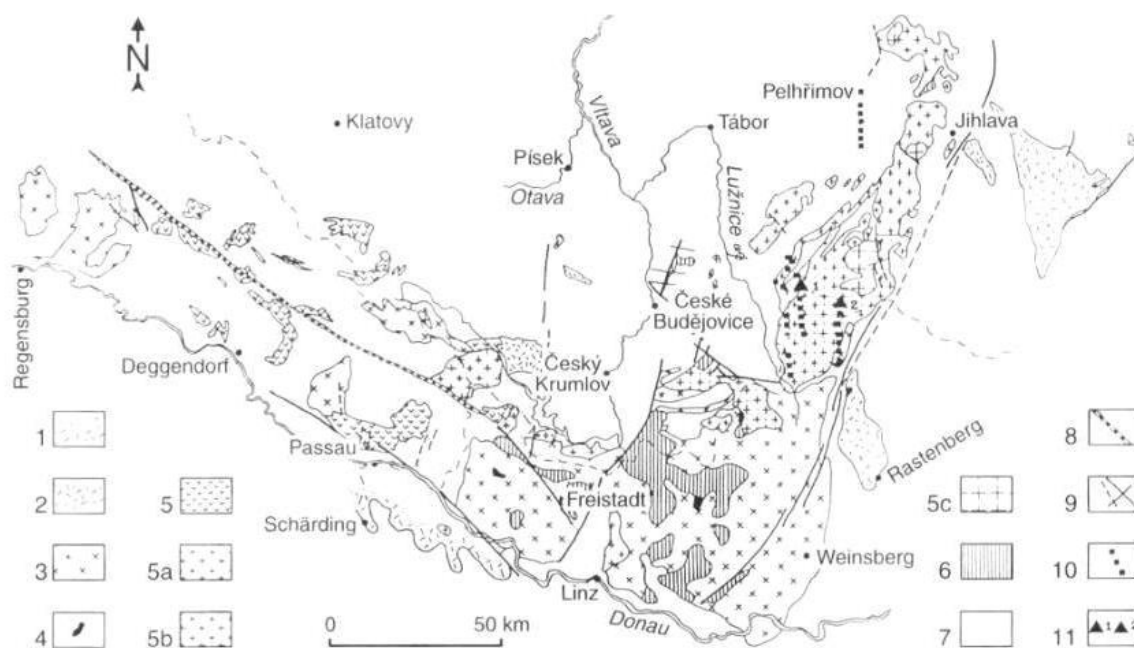 N
Klatovy
Písek
Otava
Vltava
Tábor
Lužnice
Pelhřimov
Jihlava
Regensburg
Deggendorf
České
Budějovice
Český
Krumlov
Passau
Schärding
Freistadt
Linz
Donau
Rastenberg
Weinsberg
1
2
1
2
3
4
5
5a
5b
5c
6
7
8
9
10
11
1
2
0
50 km